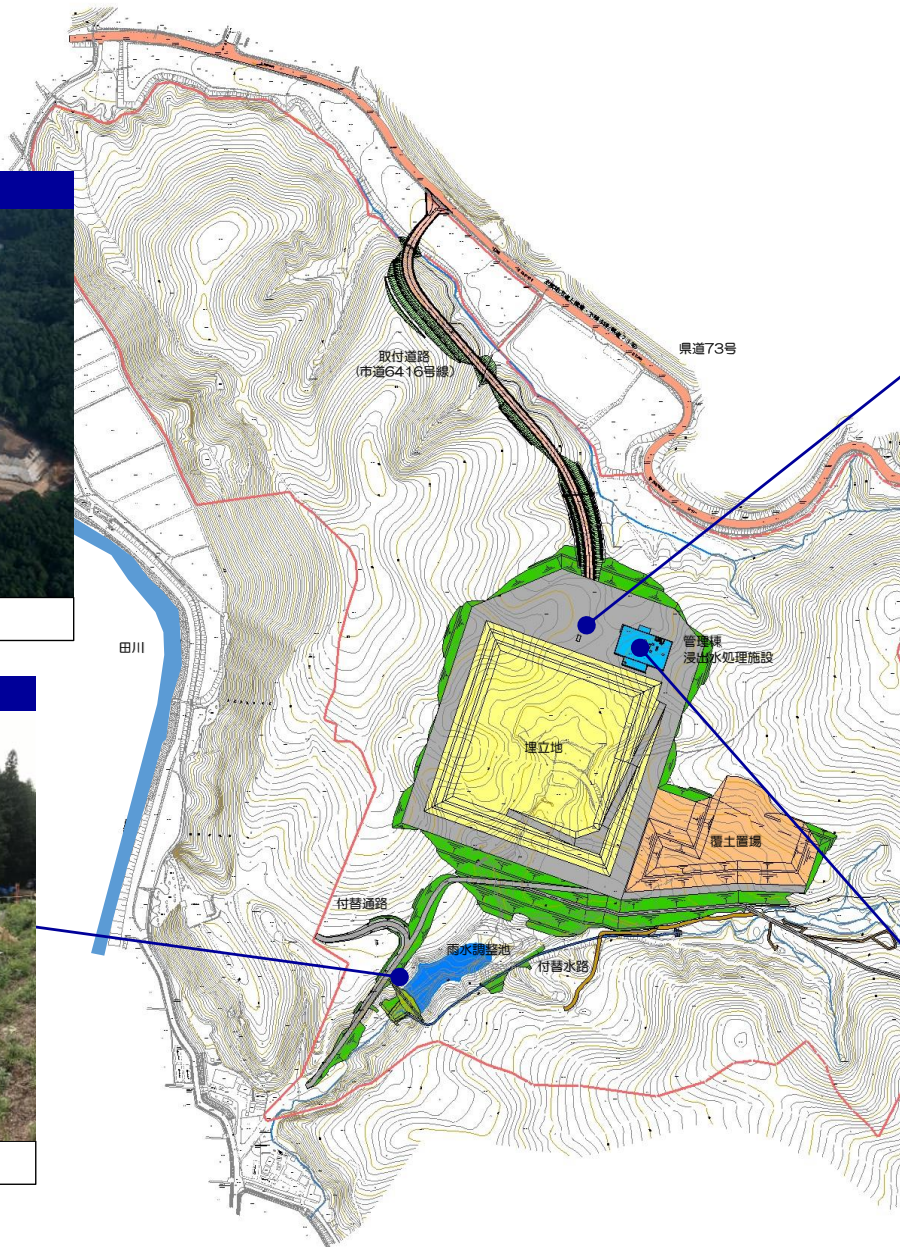 県道73号
取付道路
(市道6416号線)
田川
管理棟
浸出水処理施設
埋立地
覆土置場
付替通路
雨水調整池
付替水路